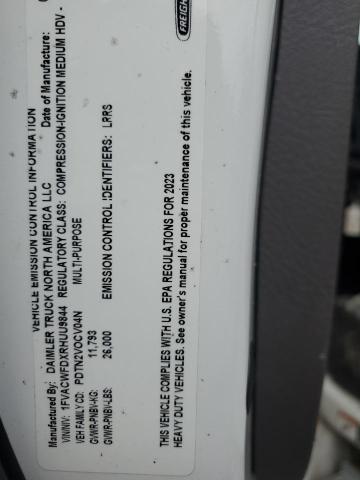 VEHICLE EMISSION CONTROL INFORMATION
Manufactured By: DAIMLER TRUCK NORTH AMERICA LLC Date of Manufacture:
VIN/NIV: 1FVACWFDXRHUU9844 REGULATORY CLASS: COMPRESSION-IGNITION MEDIUM HDV -
VEH FAMILY CD: PDTN2VOCV04N MULTI-PURPOSE
GVWR-PNBV-KG: 11,793
GVWR-PNBV-LBS: 26,000 EMISSION CONTROL IDENTIFIERS: LRRS
THIS VEHICLE COMPLIES WITH U.S. EPA REGULATIONS FOR 2023
HEAVY DUTY VEHICLES. See owner's manual for proper maintenance of this vehicle.